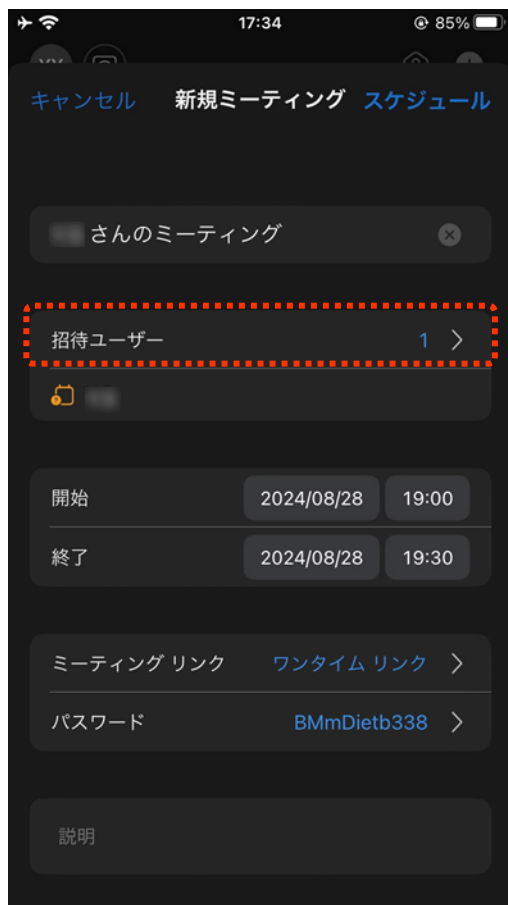 17:34
85%
キャンセル 新規ミーティング スケジュール
さんのミーティング
招待ユーザー 1
開始 2024/08/28 19:00
終了 2024/08/28 19:30
ミーティング リンク ワンタイム リンク
パスワード BMmDietb338
説明